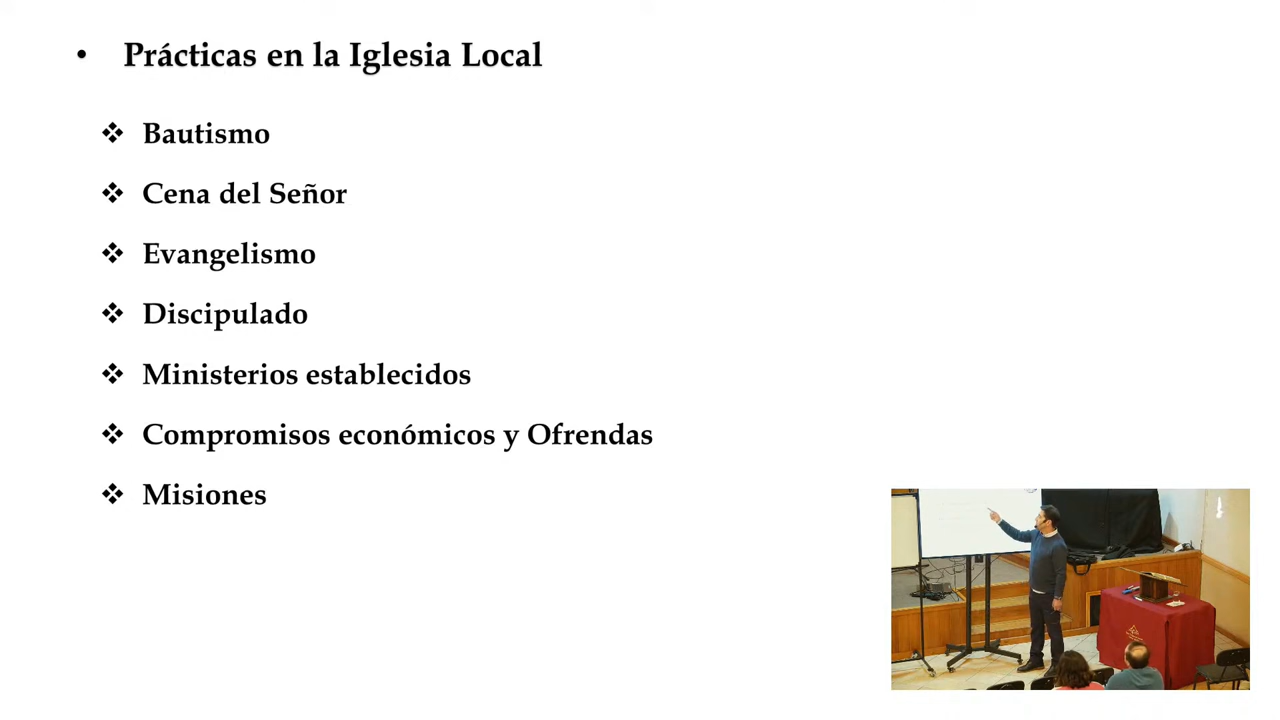 • Prácticas en la Iglesia Local
❖ Bautismo
❖ Cena del Señor
❖ Evangelismo
❖ Discipulado
❖ Ministerios establecidos
❖ Compromisos económicos y Ofrendas
❖ Misiones